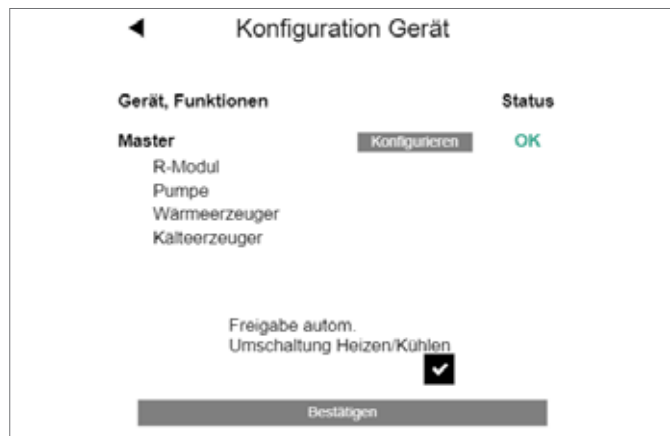 Konfiguration Gerät
Gerät, Funktionen Status
Master Konfigurieren OK
R-Modul
Pumpe
Wärmeerzeuger
Kälteerzeuger
Freigabe autom.
Umschaltung Heizen/Kühlen
Bestätigen